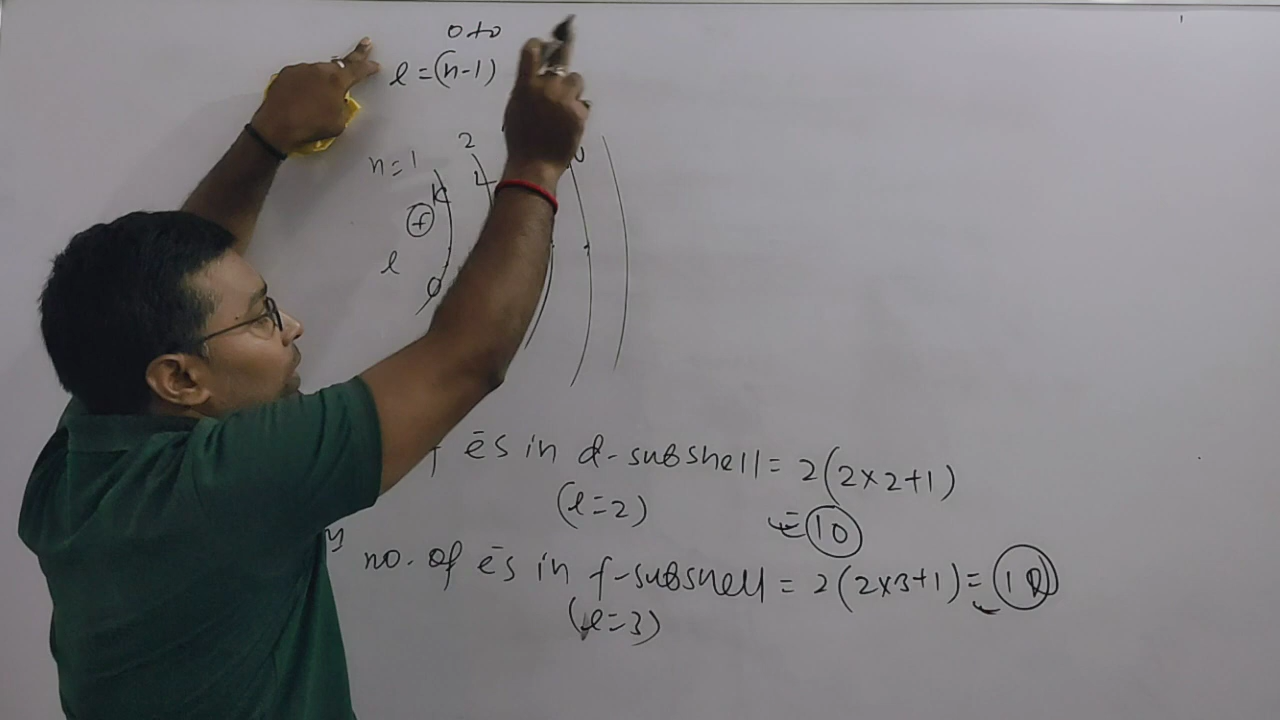 0 to
l = (n-1)
n = 1
2
K
L
+
l
0
ēs in d-subshell = 2(2×2+1)
(l=2)
= 10
no. of ēs in f-subshell = 2(2×3+1) =
(l=3)